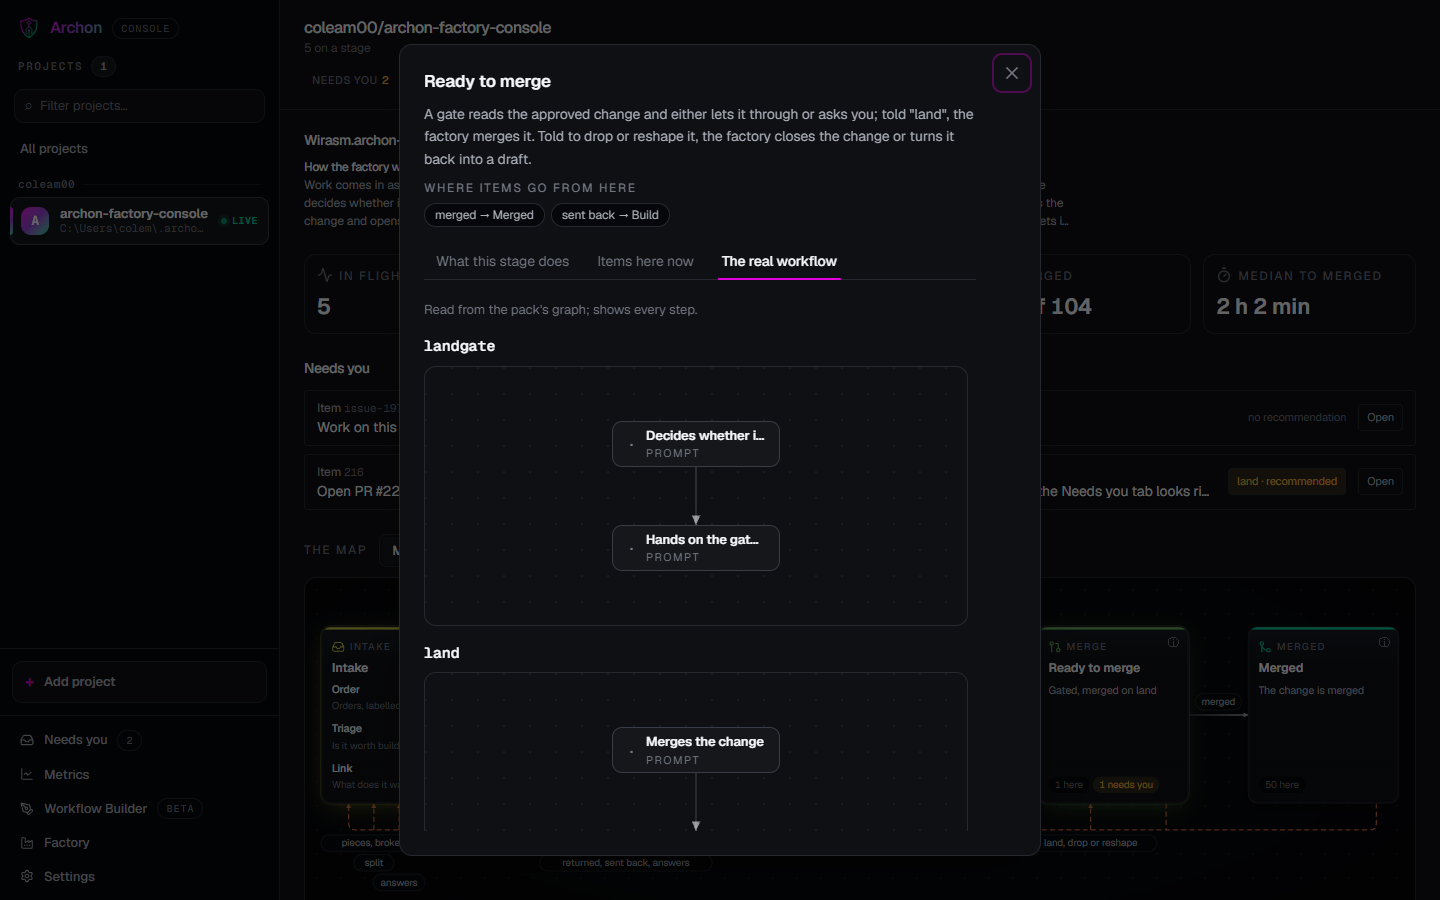 Archon
CONSOLE
PROJECTS 1
Filter projects...
All projects
coleam00
A
archon-factory-console
C:\Users\colem\.archo…
LIVE
Add project
Needs you 2
Metrics
Workflow Builder BETA
Factory
Settings
coleam00/archon-factory-console
5 on a stage
NEEDS YOU 2
Wirasm.archon-
How the factory w
Work comes in as
decides whether i
change and opens
IN FLIGH
5
104
MEDIAN TO MERGED
2 h 2 min
Needs you
Item issue-197
Work on this
no recommendation
Open
Item 216
Open PR #22
the Needs you tab looks ri…
land · recommended
Open
THE MAP
INTAKE
Intake
Order
Orders, labelled
Triage
Is it worth build
Link
What does it wa
pieces, broke
split
answers
returned, sent back, answers
MERGE
Ready to merge
Gated, merged on land
1 here
1 needs you
merged
MERGED
Merged
The change is merged
50 here
land, drop or reshape
Ready to merge
A gate reads the approved change and either lets it through or asks you; told "land", the
factory merges it. Told to drop or reshape it, the factory closes the change or turns it
back into a draft.
WHERE ITEMS GO FROM HERE
merged → Merged
sent back → Build
What this stage does
Items here now
The real workflow
Read from the pack's graph; shows every step.
landgate
Decides whether i…
PROMPT
Hands on the gat…
PROMPT
land
Merges the change
PROMPT